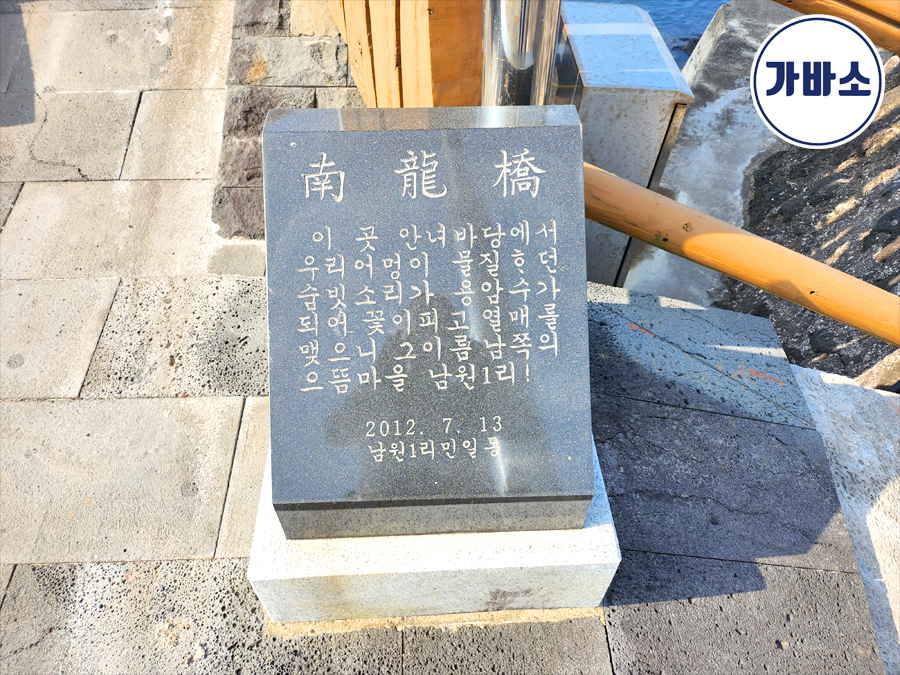 가바소
南龍橋
이 곳 안녀바당에서
우리어멍이 물질ᄒᆞ던
숨빗소리가 용암수가
되어 꽃이피고 열매를
맺으니 그이름남쪽의
으뜸마을 남원1리!
2012. 7. 13
남원1리민일동